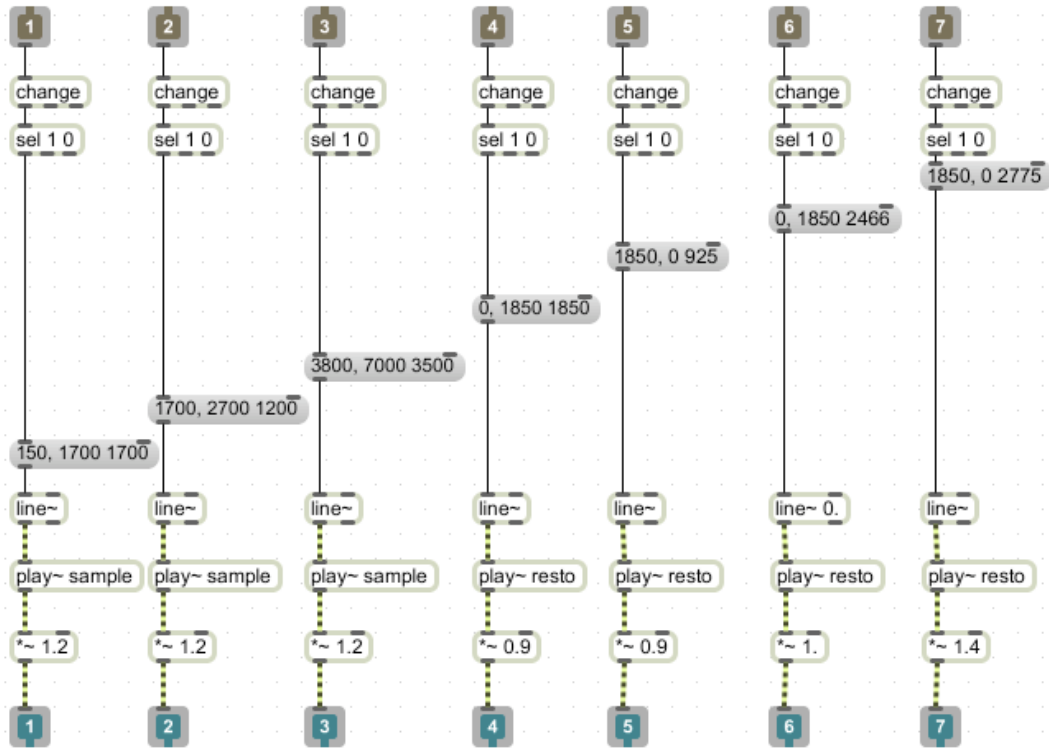 1 2 3 4 5 6 7
change change change change change change change
sel 1 0 sel 1 0 sel 1 0 sel 1 0 sel 1 0 sel 1 0 sel 1 0
1850, 0 2775
0, 1850 2466
1850, 0 925
0, 1850 1850
3800, 7000 3500
1700, 2700 1200
150, 1700 1700
line~ line~ line~ line~ line~ line~ 0. line~
play~ sample play~ sample play~ sample play~ resto play~ resto play~ resto play~ resto
*~ 1.2 *~ 1.2 *~ 1.2 *~ 0.9 *~ 0.9 *~ 1. *~ 1.4
1 2 3 4 5 6 7